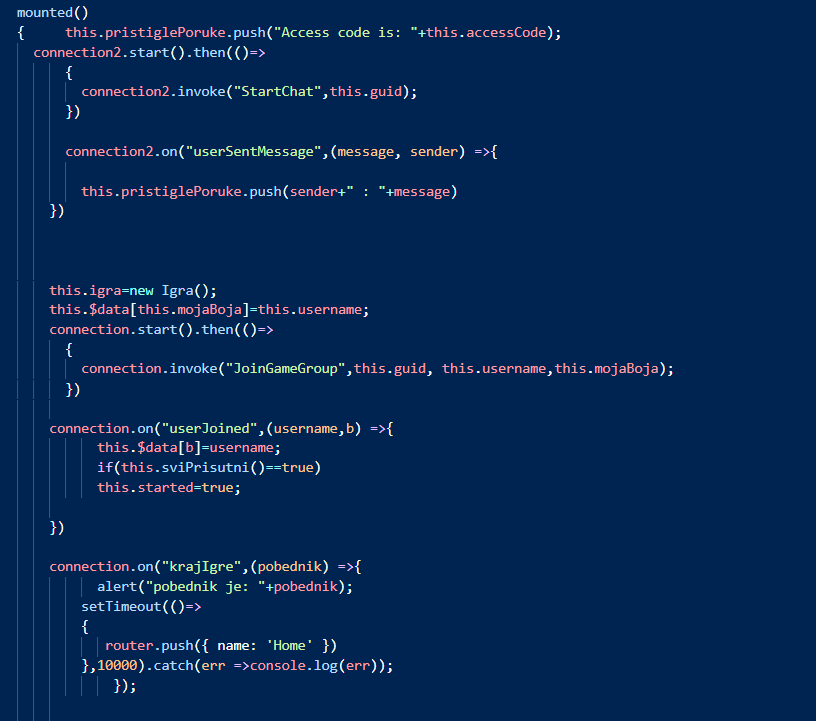 mounted()
{     this.pristiglePoruke.push("Access code is: "+this.accessCode);
  connection2.start().then(()=>
      {
        connection2.invoke("StartChat",this.guid);
      })
      connection2.on("userSentMessage",(message, sender) =>{
        this.pristiglePoruke.push(sender+" : "+message)
    })
    this.igra=new Igra();
    this.$data[this.mojaBoja]=this.username;
    connection.start().then(()=>
      {
        connection.invoke("JoinGameGroup",this.guid, this.username,this.mojaBoja);
      })
    connection.on("userJoined",(username,b) =>{
          this.$data[b]=username;
          if(this.sviPrisutni()==true)
          this.started=true;
    })
    connection.on("krajIgre",(pobednik) =>{
          alert("pobednik je: "+pobednik);
        setTimeout(()=>
        {
           router.push({ name: 'Home' })
        },10000).catch(err =>console.log(err));
            });